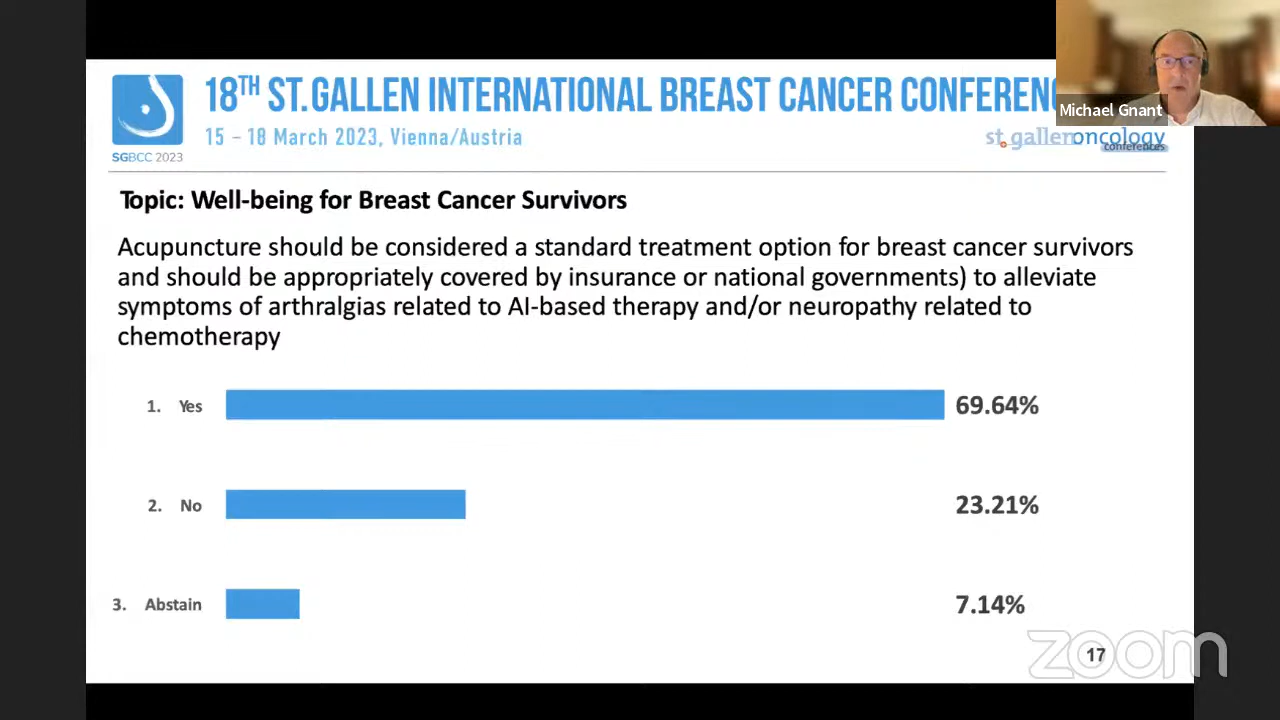 18TH ST.GALLEN INTERNATIONAL BREAST CANCER CONFEREN
15 – 18 March 2023, Vienna/Austria
SGBCC 2023
Michael Gnant
st.gallenoncology
conferences
Topic: Well-being for Breast Cancer Survivors
Acupuncture should be considered a standard treatment option for breast cancer survivors
and should be appropriately covered by insurance or national governments) to alleviate
symptoms of arthralgias related to AI-based therapy and/or neuropathy related to
chemotherapy
1. Yes 69.64%
2. No 23.21%
3. Abstain 7.14%
17
zoom